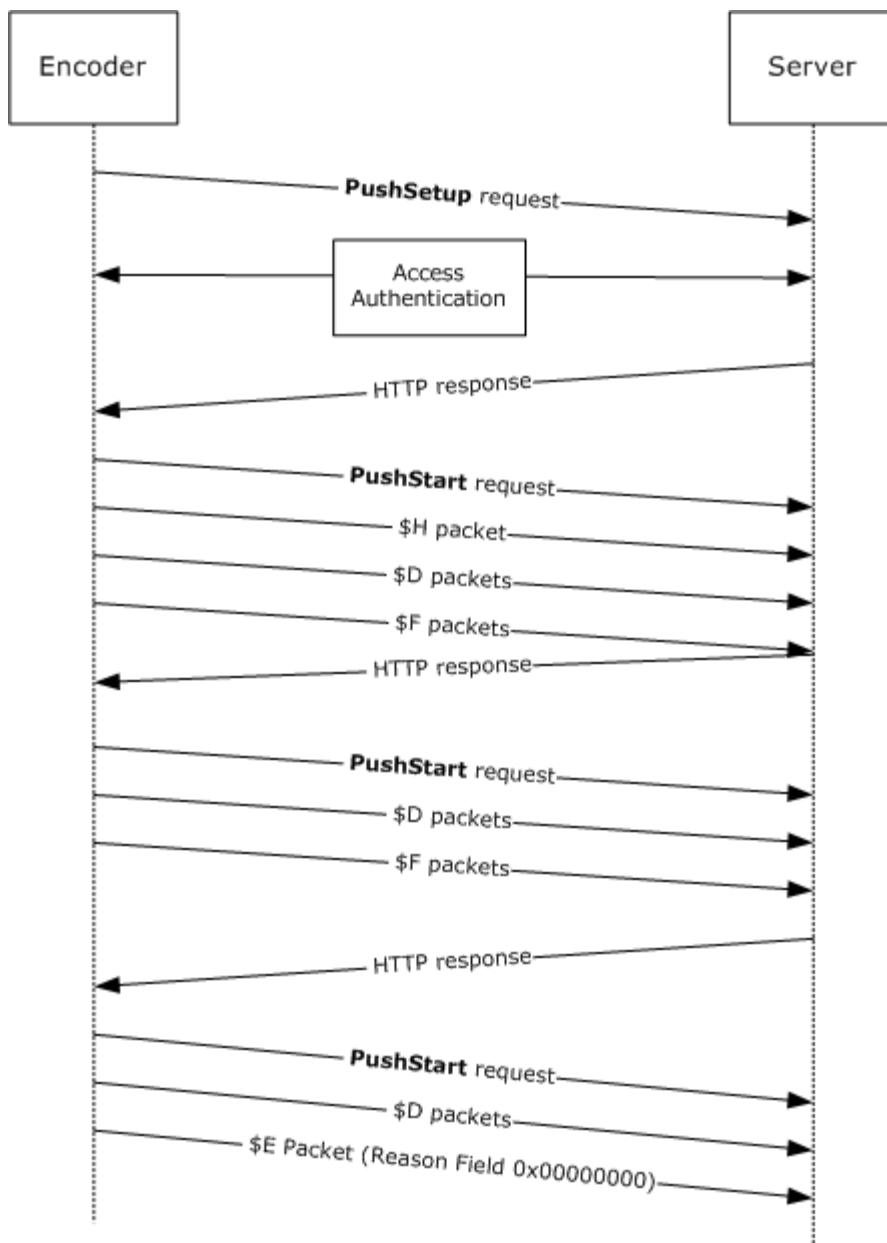 Encoder
Server
PushSetup request
Access
Authentication
HTTP response
PushStart request
$H packet
$D packets
$F packets
HTTP response
PushStart request
$D packets
$F packets
HTTP response
PushStart request
$D packets
$E Packet (Reason Field 0x00000000)